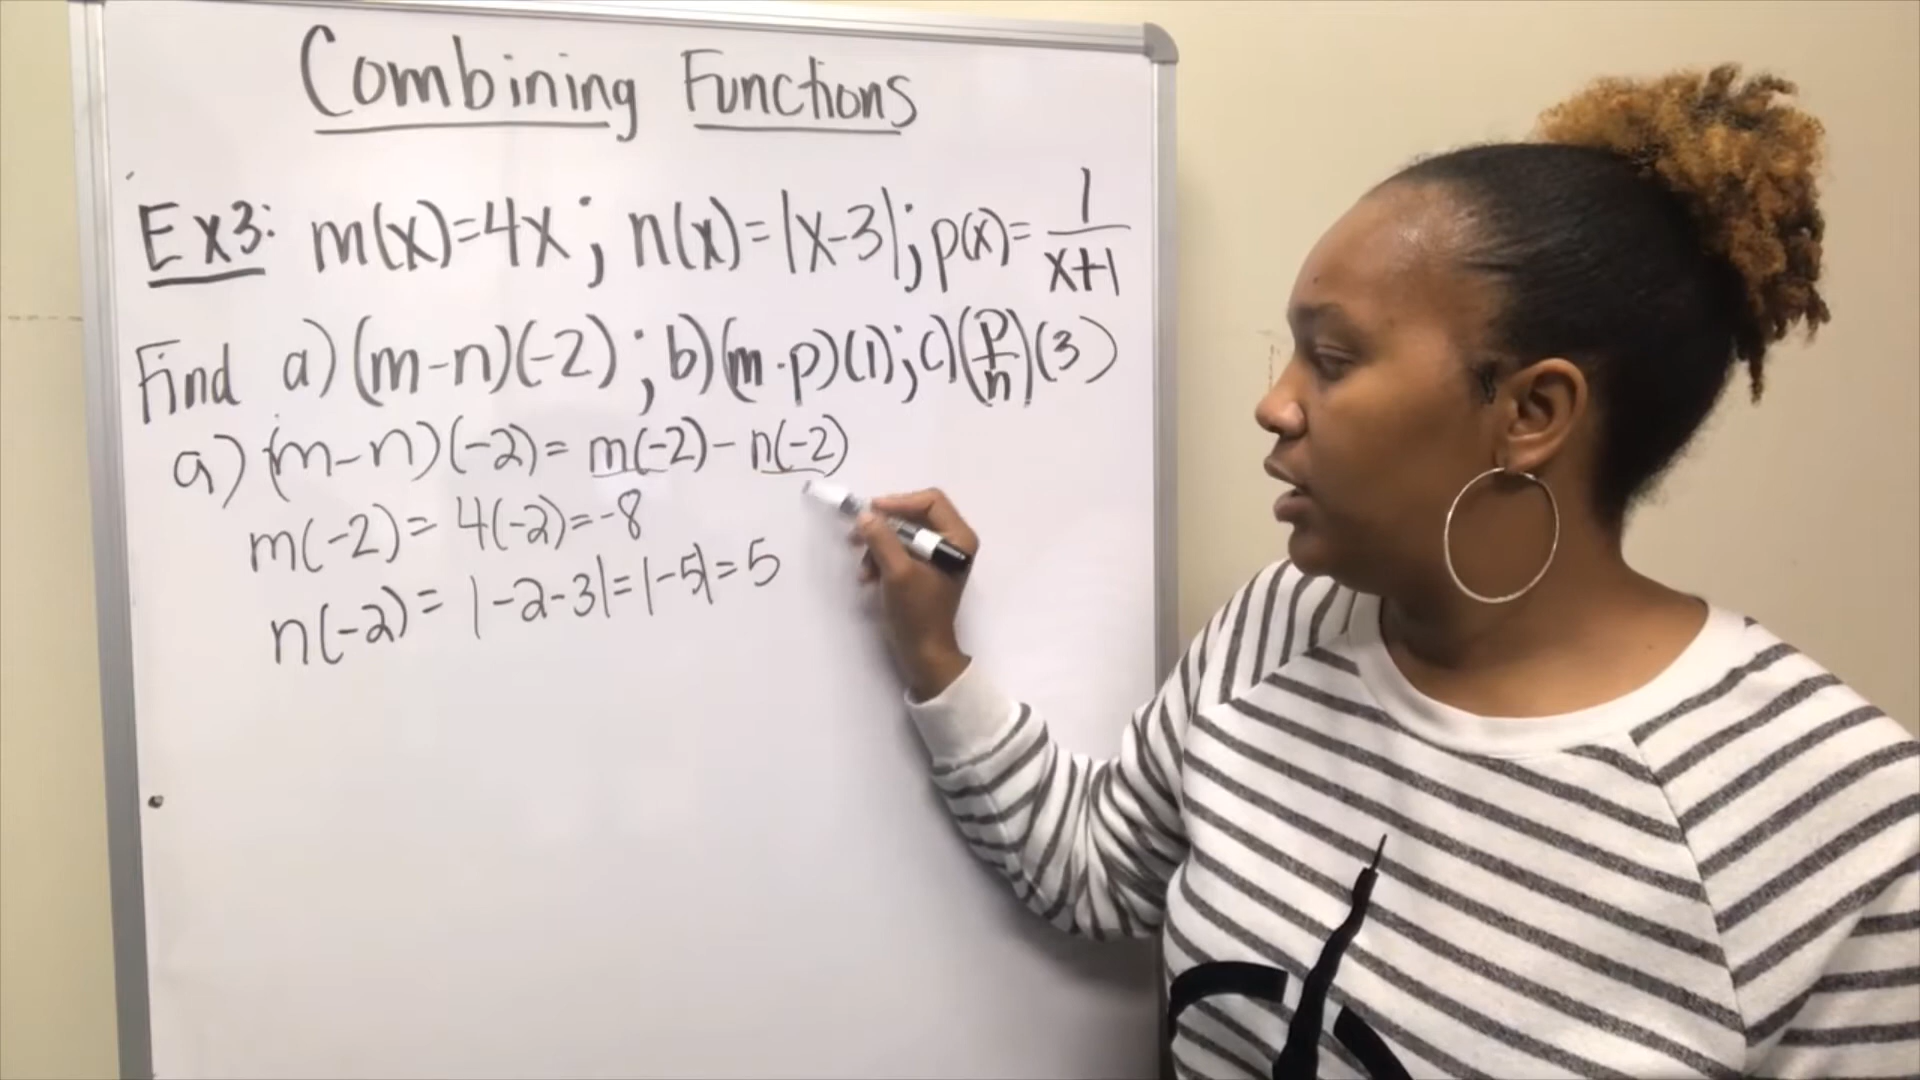 Combining Functions
Ex3: m(x)=4x; n(x)=|x-3|; p(x)=1/(x+1)
Find a) (m-n)(-2); b) (m·p)(1); c) (p/n)(3)
a) (m-n)(-2)= m(-2)- n(-2)
m(-2)= 4(-2)=-8
n(-2)= |-2-3|=|-5|=5